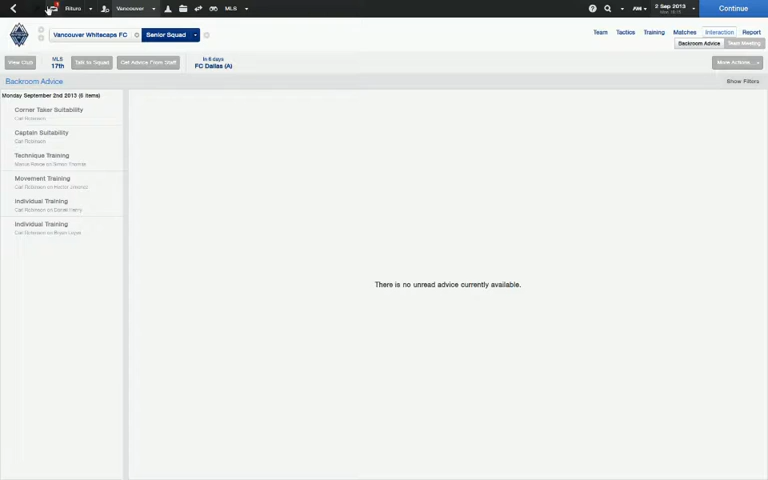 Rituro
Vancouver
MLS
AM
2 Sep 2013
Continue
Vancouver Whitecaps FC
Senior Squad
Team
Tactics
Training
Matches
Interaction
Report
Backroom Advice
Team Meeting
View Club
MLS
17th
Talk to Squad
Get Advice From Staff
In 6 days
FC Dallas (A)
More Actions...
Backroom Advice
Show Filters
Monday September 2nd 2013 (6 items)
Corner Taker Suitability
Carl Robinson
Captain Suitability
Carl Robinson
Technique Training
Movement Training
Individual Training
Individual Training
There is no unread advice currently available.